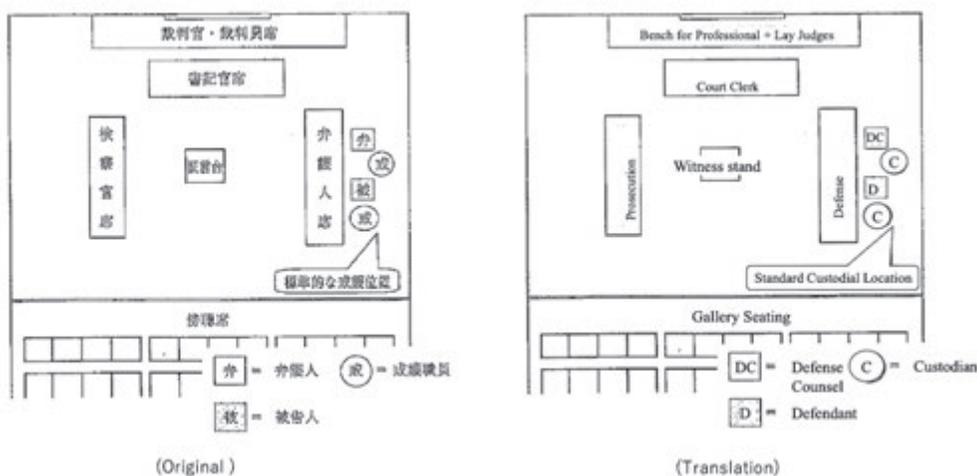 裁判官・裁判員席
書記官席
検察官席
証言台
弁護人席
弁
戒
被
戒
標準的な戒護位置
傍聴席
弁 = 弁護人
戒 = 戒護職員
被 = 被告人
(Original )
Bench for Professional + Lay Judges
Court Clerk
Prosecution
Witness stand
Defense
DC
C
D
C
Standard Custodial Location
Gallery Seating
DC = Defense
Counsel
C = Custodian
D = Defendant
(Translation)